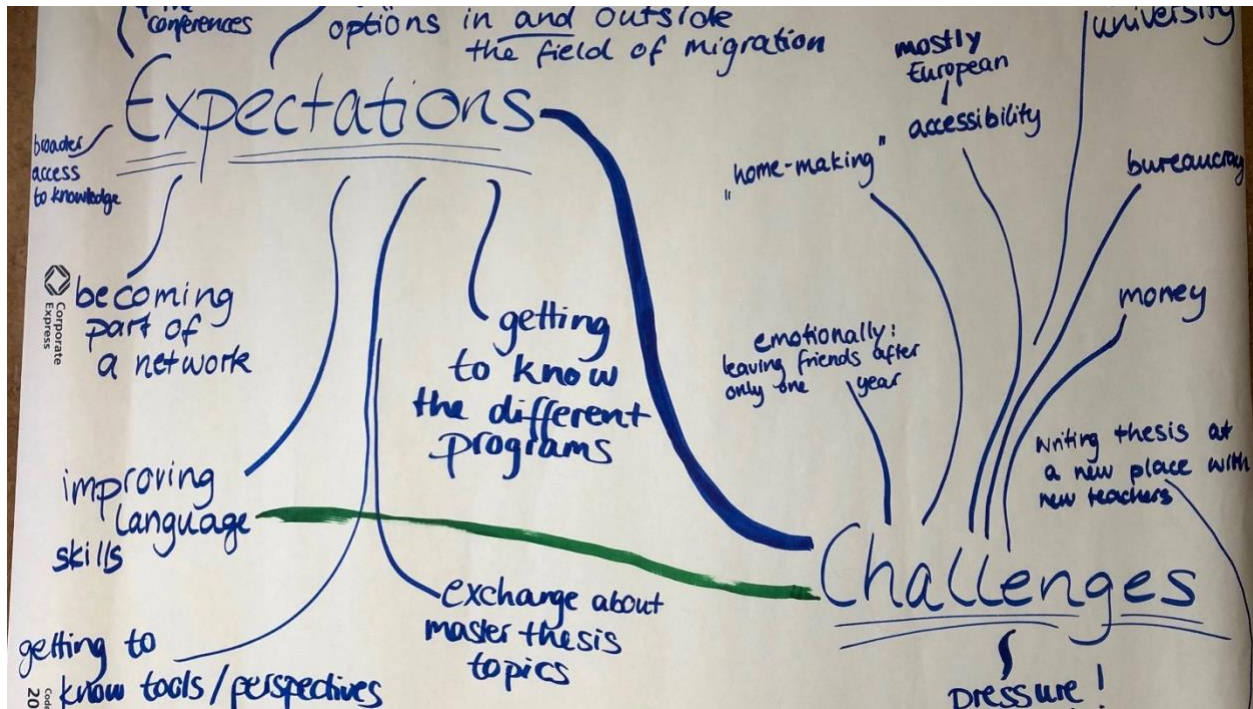 conferences
options in and outside
the field of migration
Expectations
broader
access
to knowledge
becoming
part of
a network
Corporate
Express
getting
to know
the different
programs
improving
language
skills
exchange about
master thesis
topics
getting to
know tools/perspectives
20
mostly
European
accessibility
university
"home-making"
bureaucracy
money
emotionally:
leaving friends after
only one year
writing thesis at
a new place with
new teachers
Challenges
pressure!